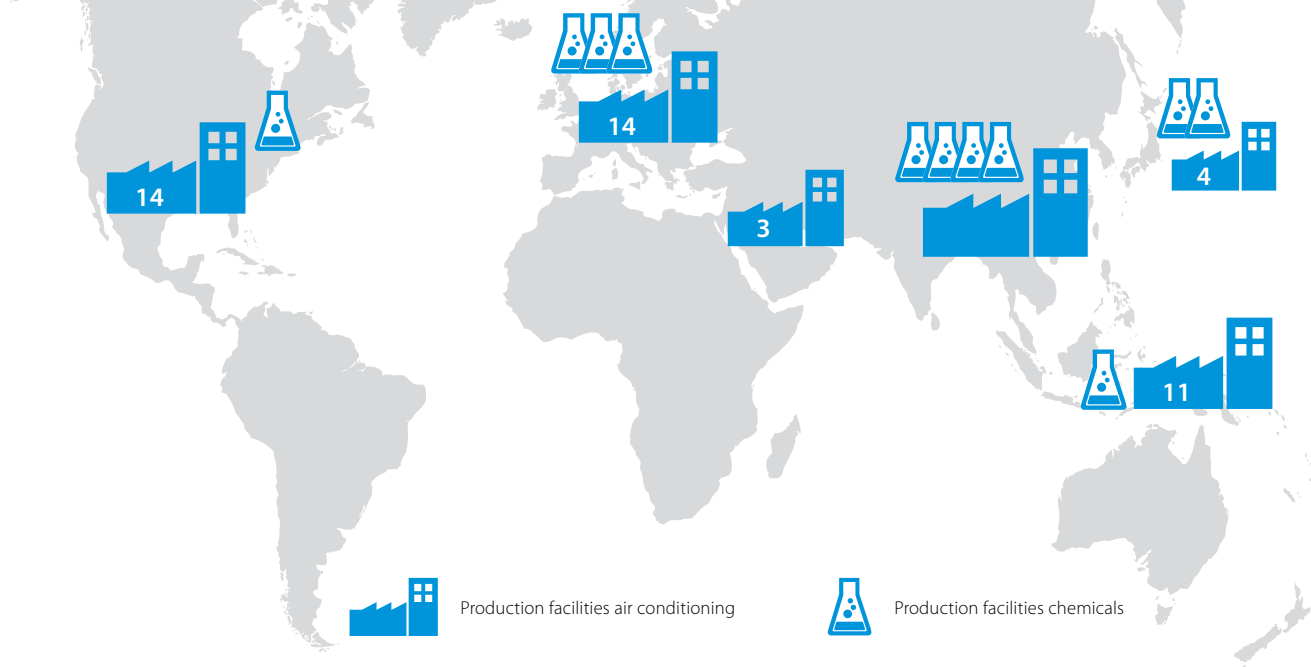 14
14
3
4
11
Production facilities air conditioning
Production facilities chemicals